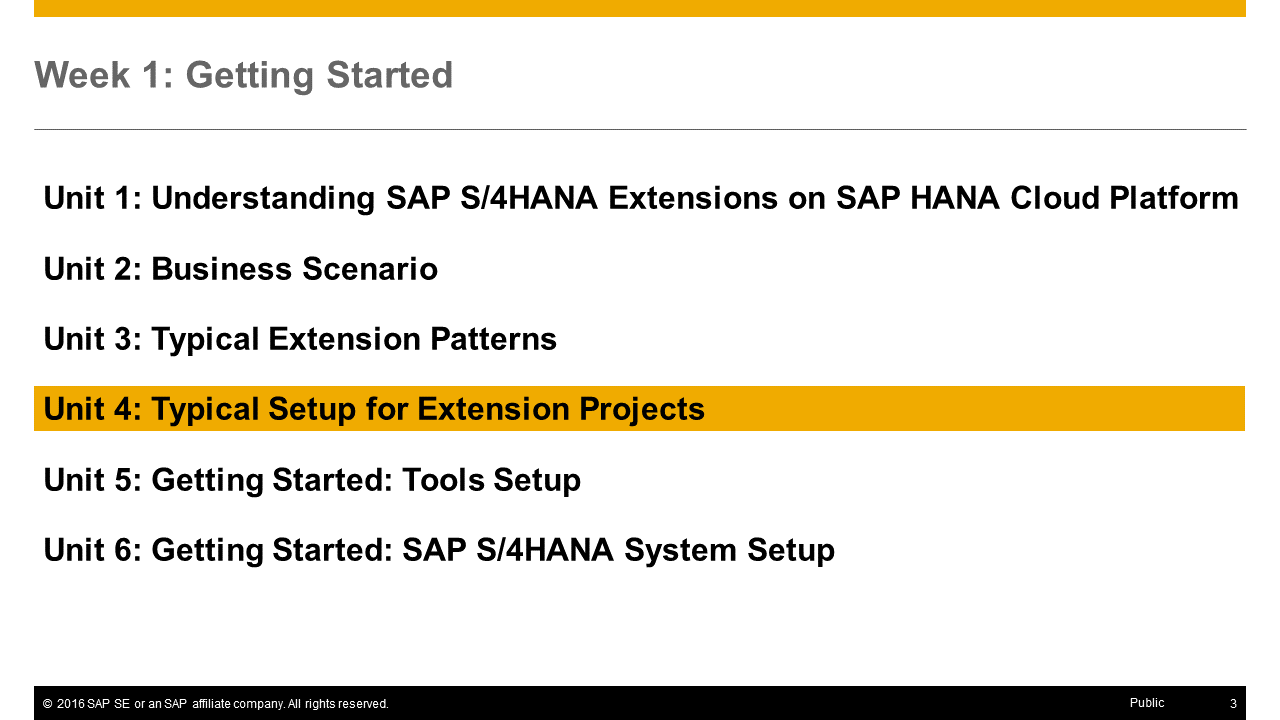 Week 1: Getting Started
Unit 1: Understanding SAP S/4HANA Extensions on SAP HANA Cloud Platform
Unit 2: Business Scenario
Unit 3: Typical Extension Patterns
Unit 4: Typical Setup for Extension Projects
Unit 5: Getting Started: Tools Setup
Unit 6: Getting Started: SAP S/4HANA System Setup
© 2016 SAP SE or an SAP affiliate company. All rights reserved. Public 3